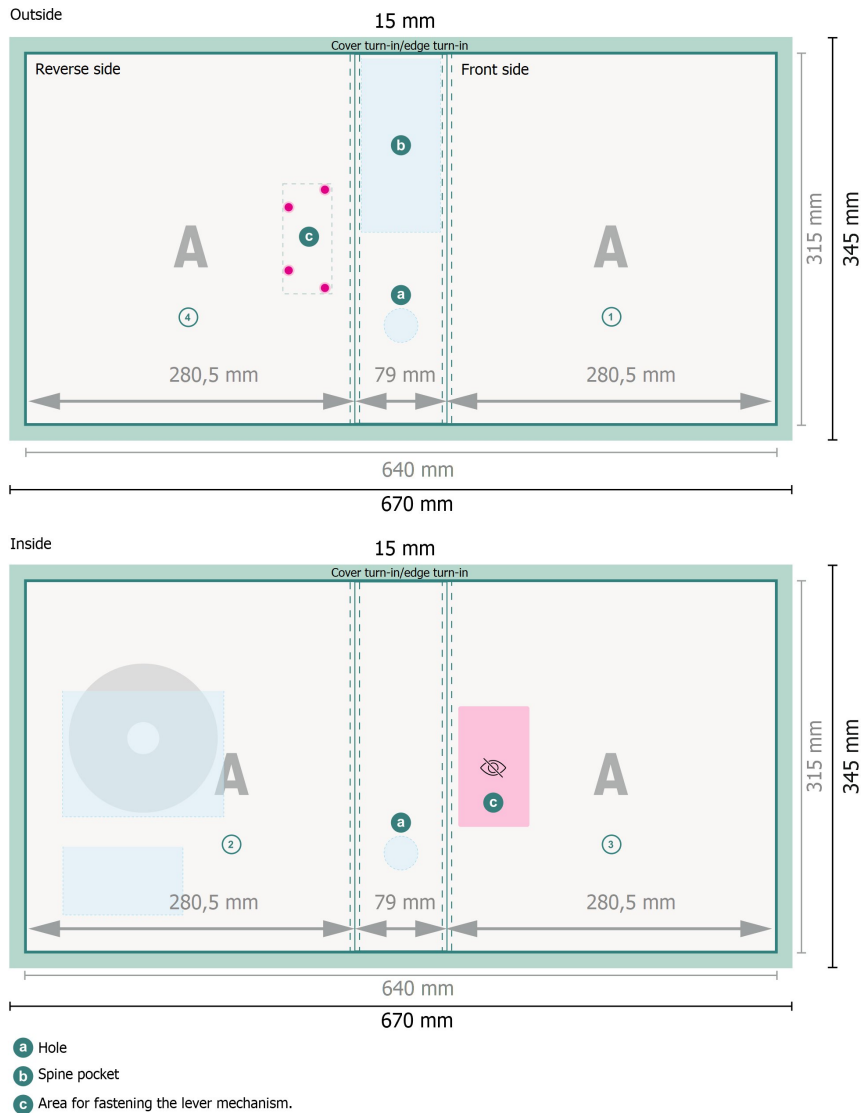 Outside
15 mm
Cover turn-in/edge turn-in
Reverse side
Front side
b
c
A
A
a
4
1
280,5 mm
79 mm
280,5 mm
315 mm
345 mm
640 mm
670 mm
Inside
15 mm
Cover turn-in/edge turn-in
A
A
c
a
2
3
280,5 mm
79 mm
280,5 mm
315 mm
345 mm
640 mm
670 mm
a Hole
b Spine pocket
c Area for fastening the lever mechanism.